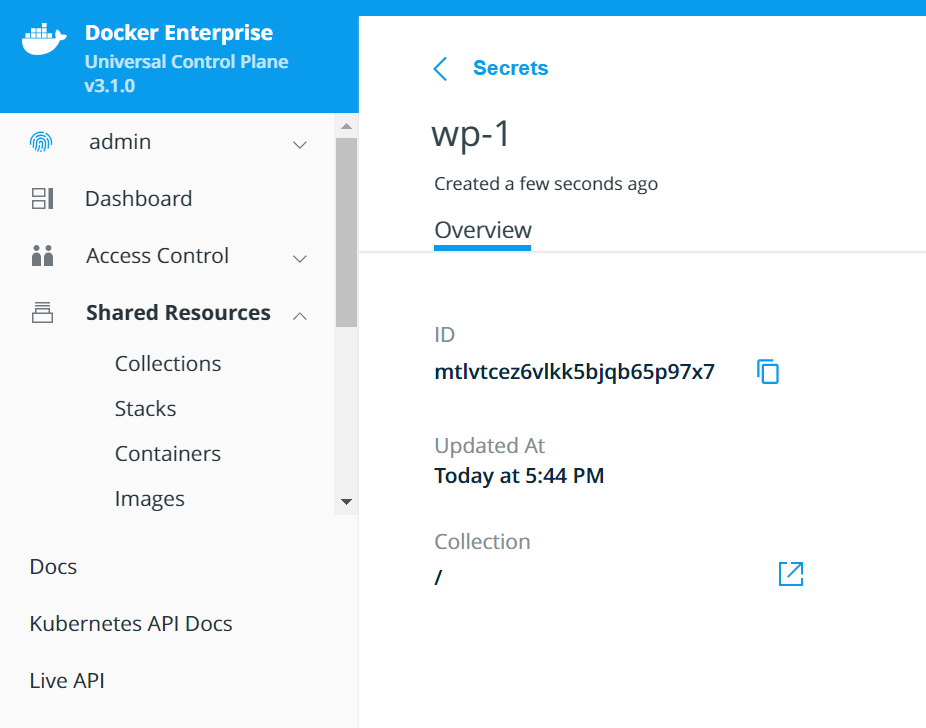 Docker Enterprise
Universal Control Plane
v3.1.0
admin
Dashboard
Access Control
Shared Resources
Collections
Stacks
Containers
Images
Docs
Kubernetes API Docs
Live API
Secrets
wp-1
Created a few seconds ago
Overview
ID
mtlvtcez6vlkk5bjqb65p97x7
Updated At
Today at 5:44 PM
Collection
/